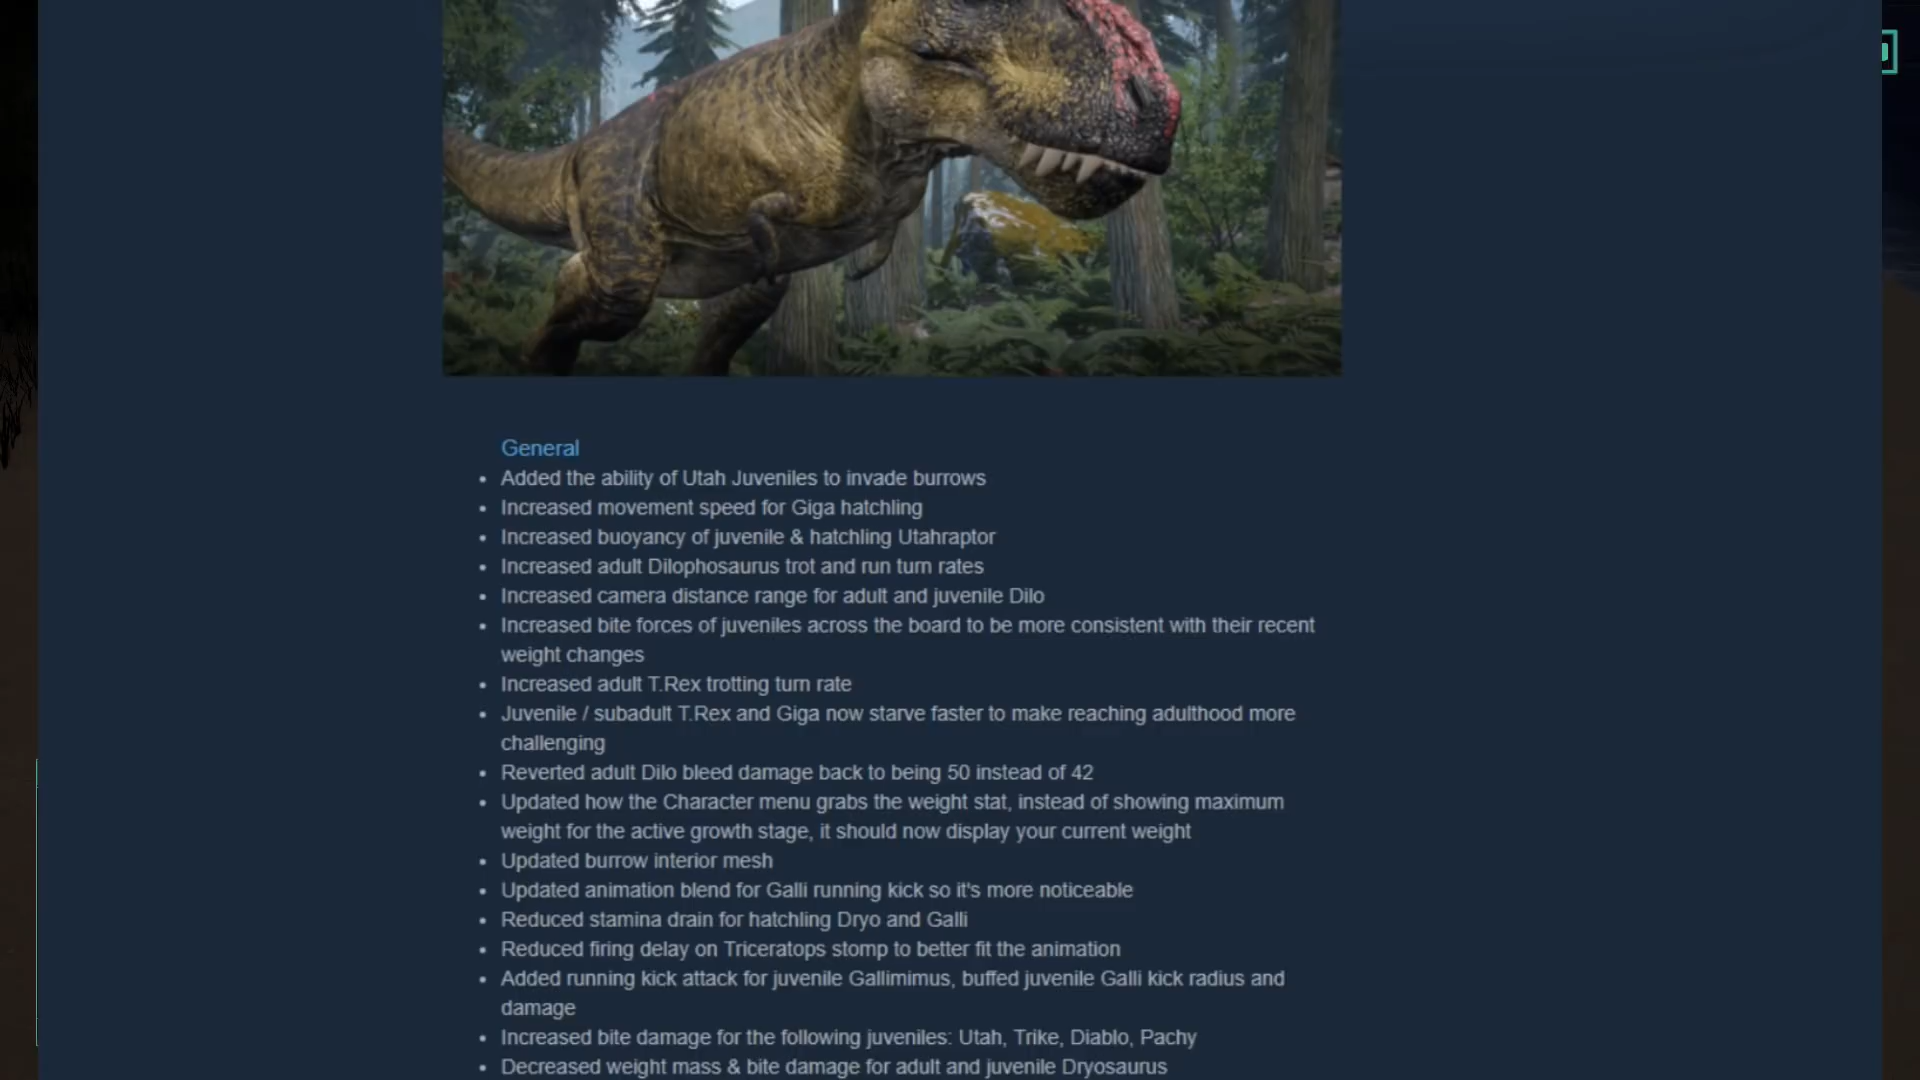 General
Added the ability of Utah Juveniles to invade burrows
Increased movement speed for Giga hatchling
Increased buoyancy of juvenile & hatchling Utahraptor
Increased adult Dilophosaurus trot and run turn rates
Increased camera distance range for adult and juvenile Dilo
Increased bite forces of juveniles across the board to be more consistent with their recent
weight changes
Increased adult T.Rex trotting turn rate
Juvenile / subadult T.Rex and Giga now starve faster to make reaching adulthood more
challenging
Reverted adult Dilo bleed damage back to being 50 instead of 42
Updated how the Character menu grabs the weight stat, instead of showing maximum
weight for the active growth stage, it should now display your current weight
Updated burrow interior mesh
Updated animation blend for Galli running kick so it's more noticeable
Reduced stamina drain for hatchling Dryo and Galli
Reduced firing delay on Triceratops stomp to better fit the animation
Added running kick attack for juvenile Gallimimus, buffed juvenile Galli kick radius and
damage
Increased bite damage for the following juveniles: Utah, Trike, Diablo, Pachy
Decreased weight mass & bite damage for adult and juvenile Dryosaurus